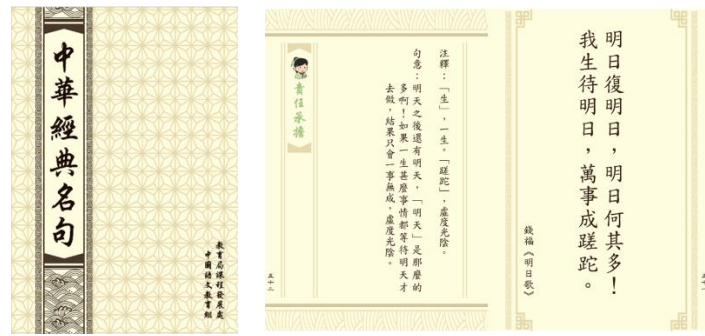 中華經典名句
教育局課程發展處
中國語文教育組
明日復明日，明日何其多！
我生待明日，萬事成蹉跎。
錢福《明日歌》
注釋：「生」，一生。「蹉跎」，虛度光陰。
句意：明天之後還有明天，「明天」是那麼的
多啊！如果一生甚麼事情都等待明天才
去做，結果只會一事無成，虛度光陰。
責任承擔
五十二